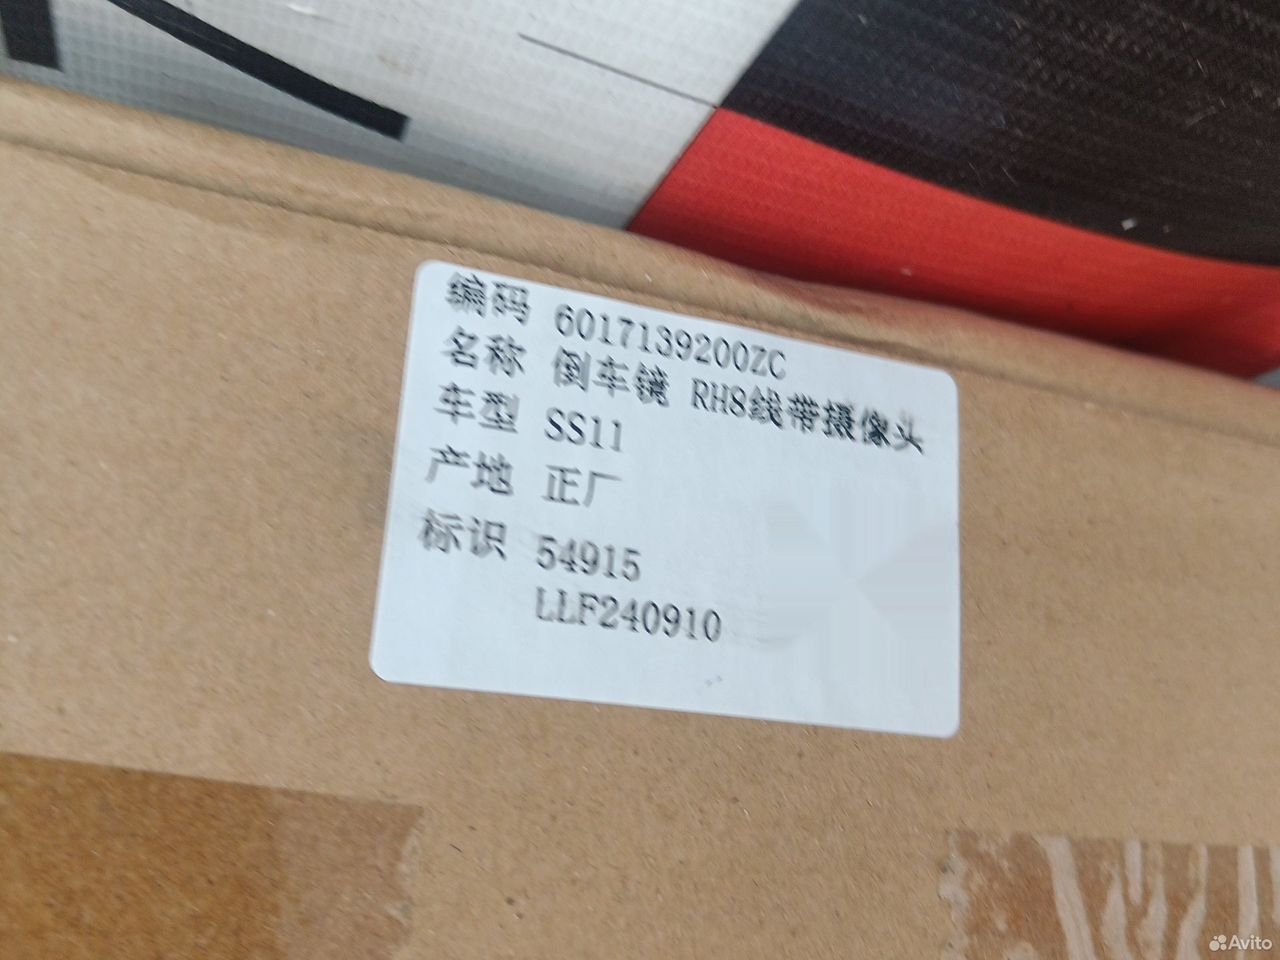 编码 6017139200ZC
名称 倒车镜 RH8线带摄像头
车型 SS11
产地 正厂
标识 54915
LLF240910
Avito